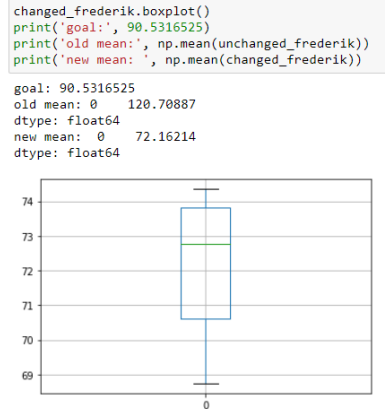 changed_frederik.boxplot()
print('goal:', 90.5316525)
print('old mean:', np.mean(unchanged_frederik))
print('new mean: ', np.mean(changed_frederik))
goal: 90.5316525
old mean: 0    120.70887
dtype: float64
new mean:  0    72.16214
dtype: float64
74
73
72
71
70
69
0